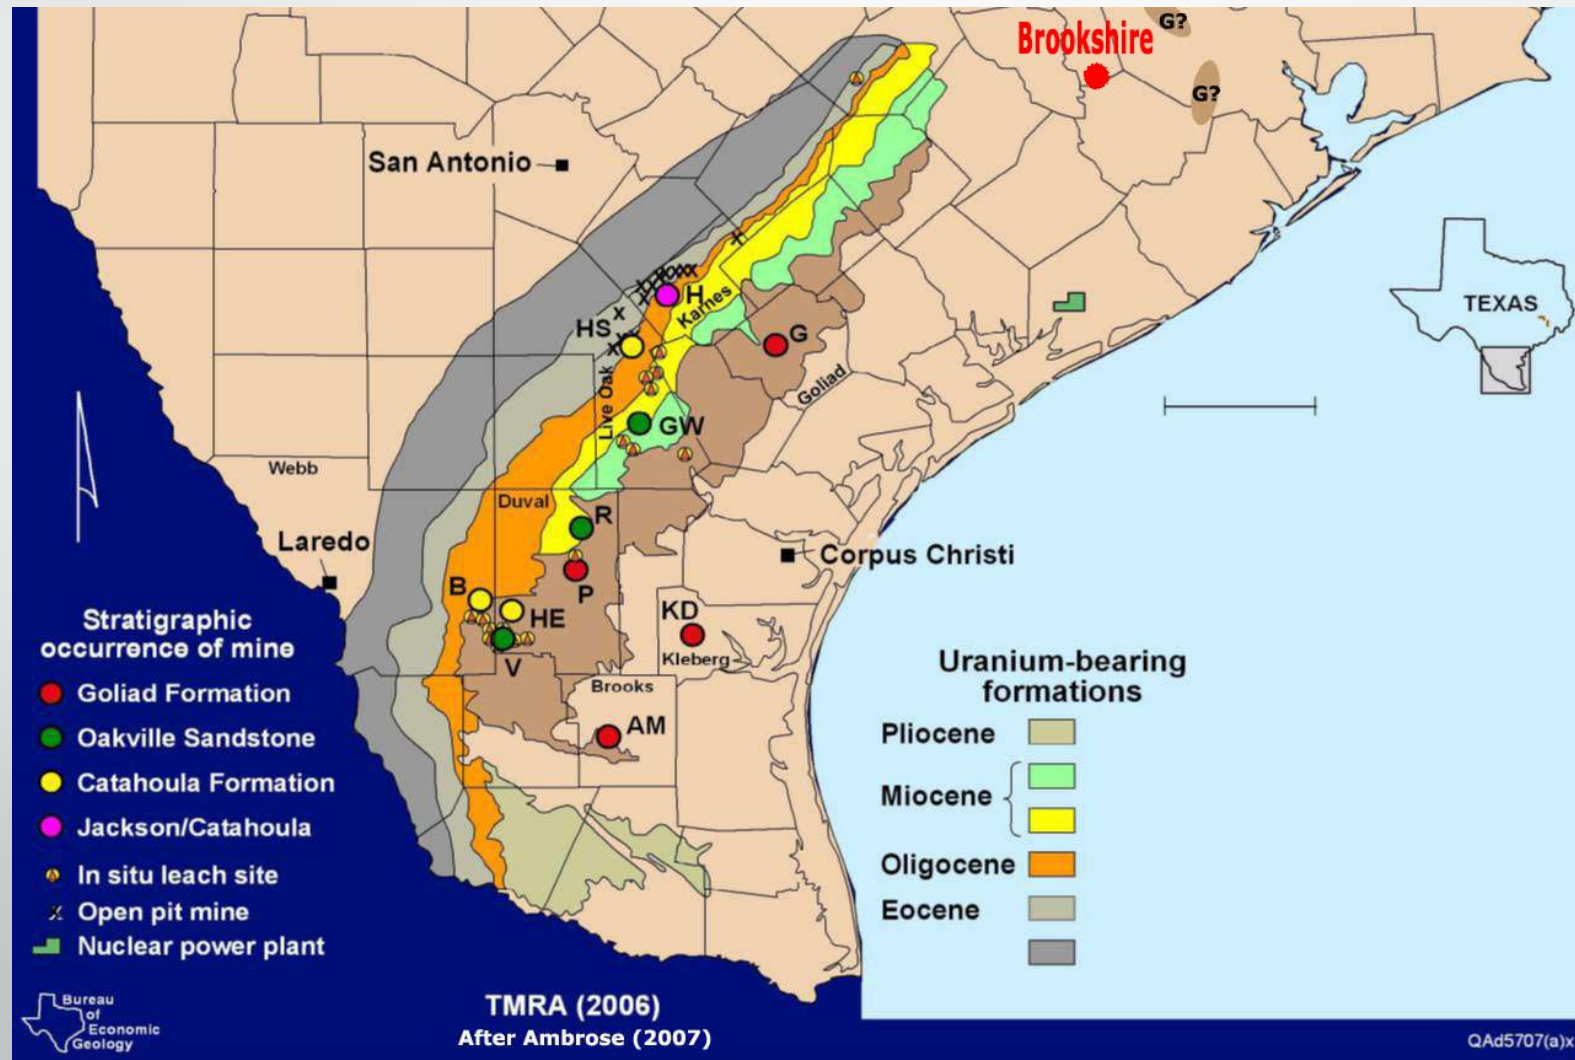 G?
Brookshire
G?
San Antonio
H
Karnes
HS
G
Live Oak
Goliad
GW
TEXAS
Webb
Duval
R
Laredo
Corpus Christi
B
P
HE
KD
V
Kleberg
Brooks
AM
Stratigraphic
occurrence of mine
Goliad Formation
Oakville Sandstone
Catahoula Formation
Jackson/Catahoula
In situ leach site
x Open pit mine
Nuclear power plant
Uranium-bearing
formations
Pliocene
Miocene
Oligocene
Eocene
Bureau
of
Economic
Geology
TMRA (2006)
After Ambrose (2007)
QAd5707(a)x